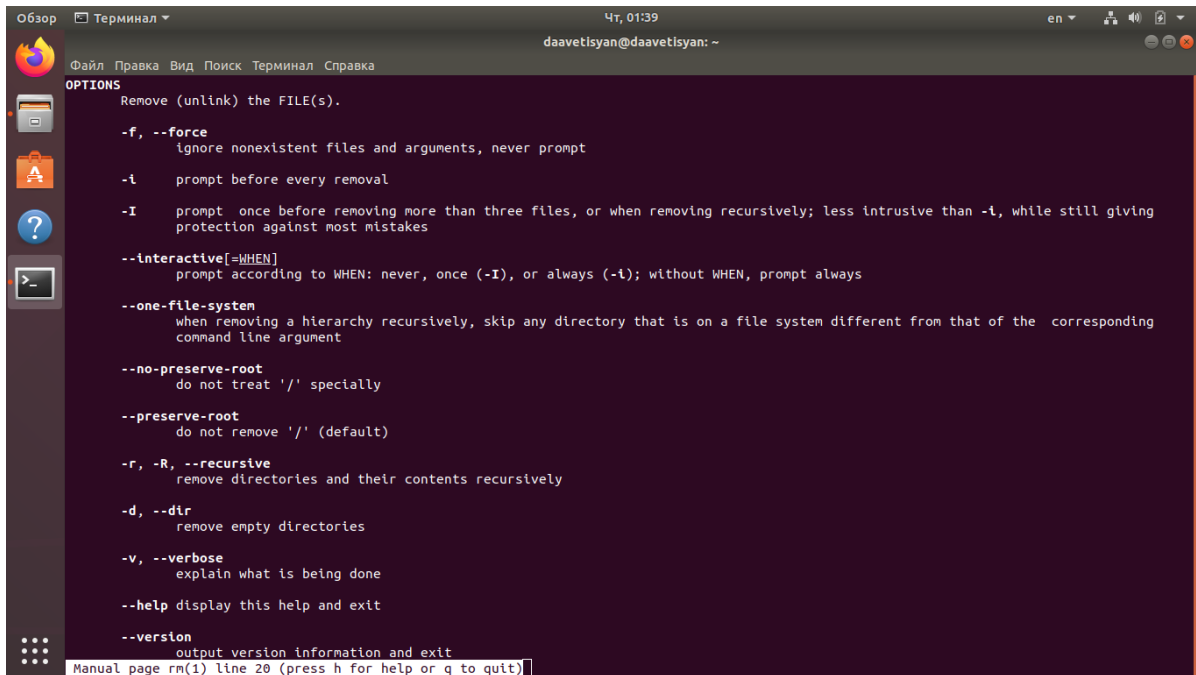 Обзор Терминал Чт, 01:39 en
daavetisyan@daavetisyan: ~
Файл Правка Вид Поиск Терминал Справка
OPTIONS
Remove (unlink) the FILE(s).
-f, --force
ignore nonexistent files and arguments, never prompt
-i prompt before every removal
-I prompt once before removing more than three files, or when removing recursively; less intrusive than -i, while still giving
protection against most mistakes
--interactive[=WHEN]
prompt according to WHEN: never, once (-I), or always (-i); without WHEN, prompt always
--one-file-system
when removing a hierarchy recursively, skip any directory that is on a file system different from that of the corresponding
command line argument
--no-preserve-root
do not treat '/' specially
--preserve-root
do not remove '/' (default)
-r, -R, --recursive
remove directories and their contents recursively
-d, --dir
remove empty directories
-v, --verbose
explain what is being done
--help display this help and exit
--version
output version information and exit
Manual page rm(1) line 20 (press h for help or q to quit)